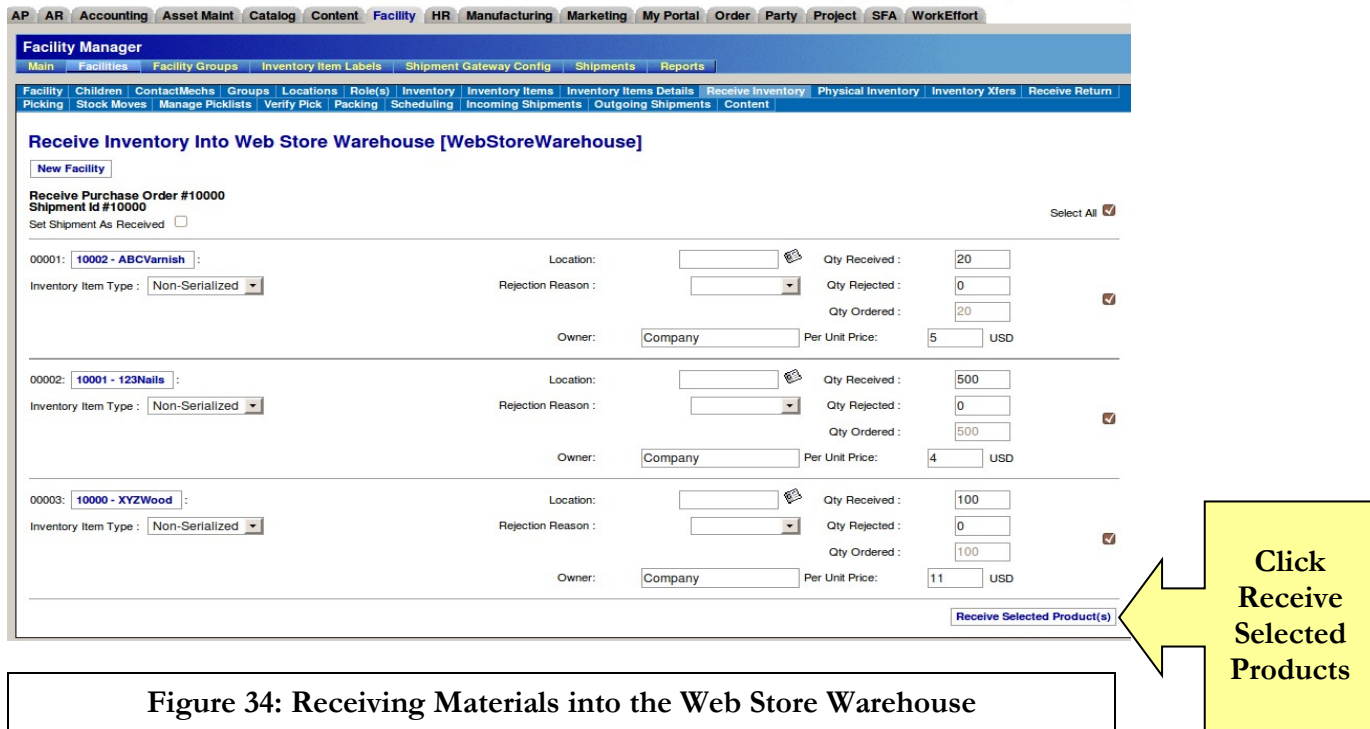 AP AR Accounting Asset Maint Catalog Content Facility HR Manufacturing Marketing My Portal Order Party Project SFA WorkEffort
Facility Manager
Main Facilities Facility Groups Inventory Item Labels Shipment Gateway Config Shipments Reports
Facility Children ContactMechs Groups Locations Role(s) Inventory Inventory Items Inventory Items Details Receive Inventory Physical Inventory Inventory Xfers Receive Return
Picking Stock Moves Manage Picklists Verify Pick Packing Scheduling Incoming Shipments Outgoing Shipments Content
Receive Inventory Into Web Store Warehouse [WebStoreWarehouse]
New Facility
Receive Purchase Order #10000
Shipment Id #10000
Set Shipment As Received
Select All
00001: 10002 - ABCVarnish : Location: Qty Received : 20
Inventory Item Type : Non-Serialized Rejection Reason : Qty Rejected : 0
Qty Ordered : 20
Owner: Company Per Unit Price: 5 USD
00002: 10001 - 123Nails : Location: Qty Received : 500
Inventory Item Type : Non-Serialized Rejection Reason : Qty Rejected : 0
Qty Ordered : 500
Owner: Company Per Unit Price: 4 USD
00003: 10000 - XYZWood : Location: Qty Received : 100
Inventory Item Type : Non-Serialized Rejection Reason : Qty Rejected : 0
Qty Ordered : 100
Owner: Company Per Unit Price: 11 USD
Receive Selected Product(s)
Click
Receive
Selected
Products
Figure 34: Receiving Materials into the Web Store Warehouse